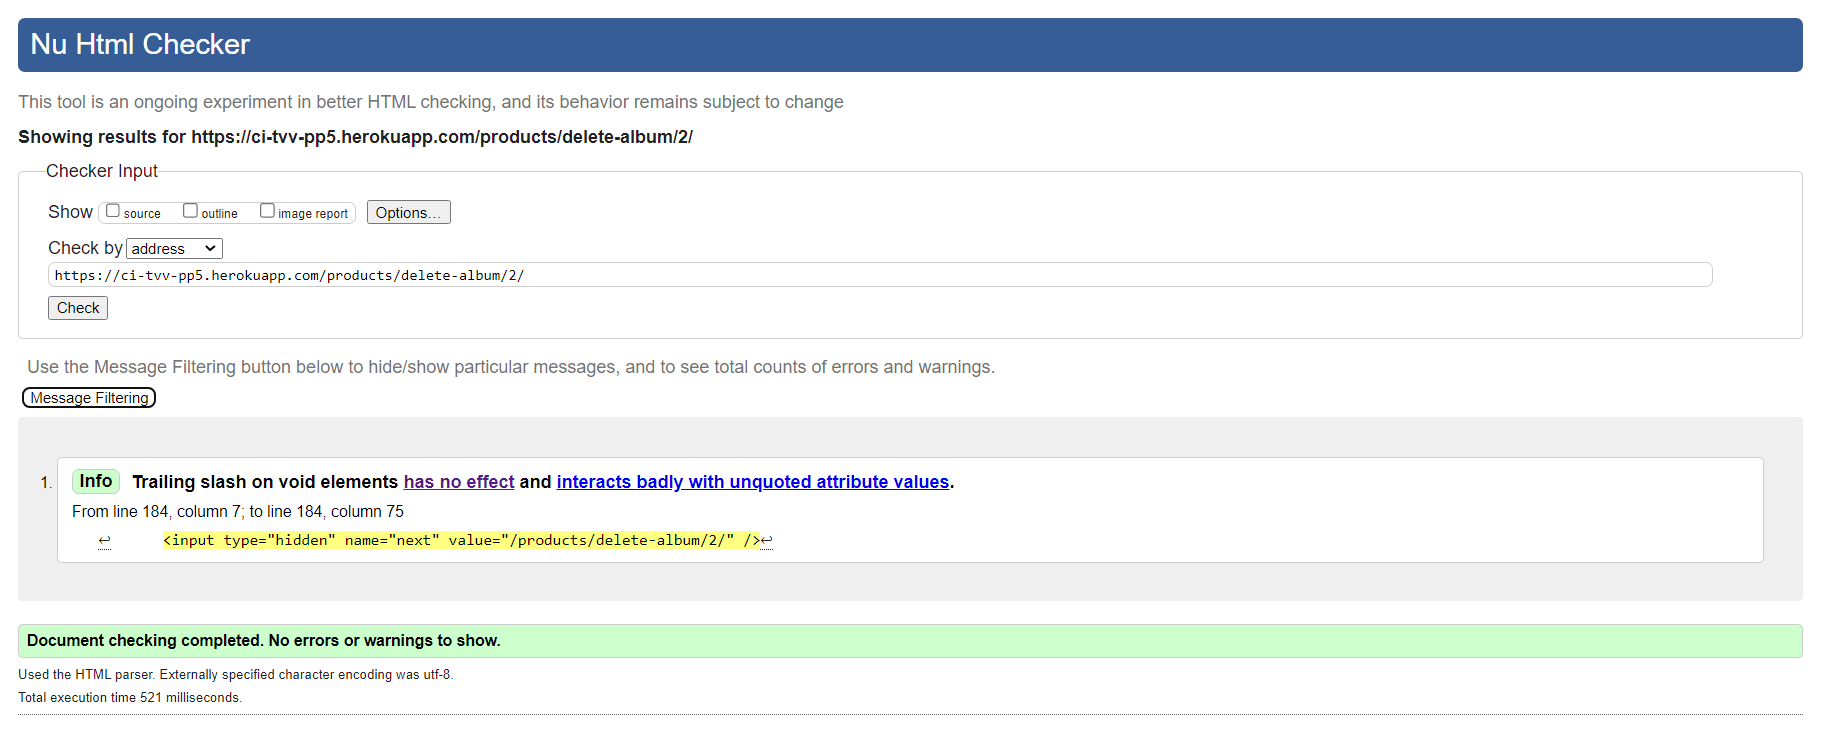 Nu Html Checker
This tool is an ongoing experiment in better HTML checking, and its behavior remains subject to change
Showing results for https://ci-tvv-pp5.herokuapp.com/products/delete-album/2/
Checker Input
Show source outline image report Options...
Check by address
https://ci-tvv-pp5.herokuapp.com/products/delete-album/2/
Check
Use the Message Filtering button below to hide/show particular messages, and to see total counts of errors and warnings.
Message Filtering
1. Info Trailing slash on void elements has no effect and interacts badly with unquoted attribute values.
From line 184, column 7; to line 184, column 75
↩ <input type="hidden" name="next" value="/products/delete-album/2/" />↩
Document checking completed. No errors or warnings to show.
Used the HTML parser. Externally specified character encoding was utf-8.
Total execution time 521 milliseconds.